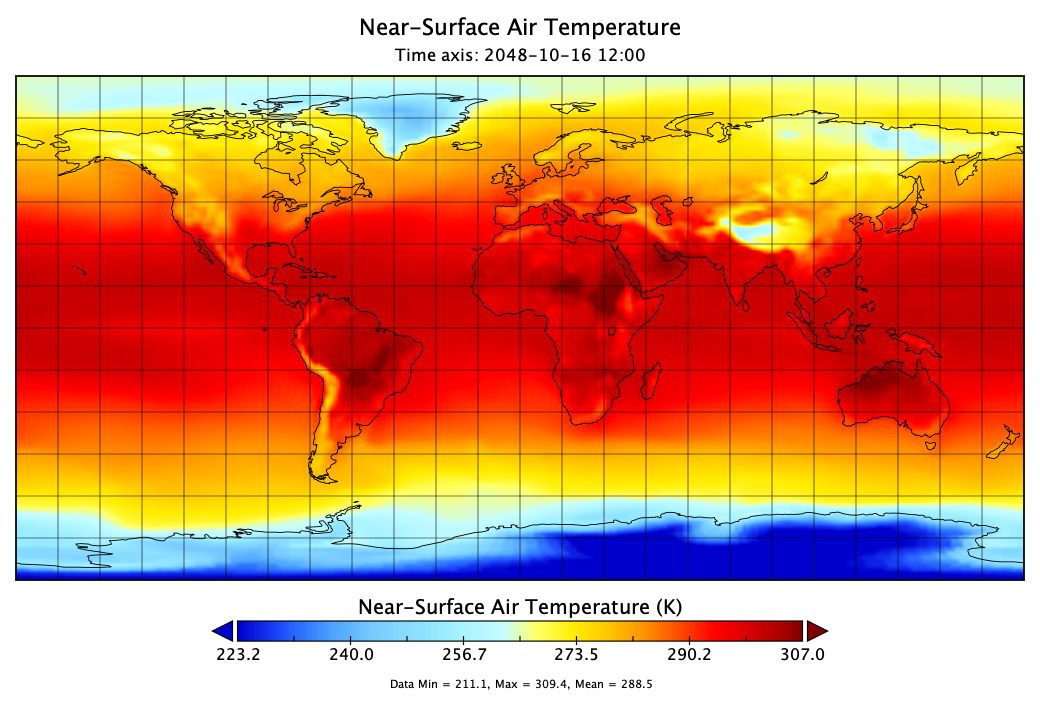 Near-Surface Air Temperature
Time axis: 2048-10-16 12:00
Near-Surface Air Temperature (K)
223.2 240.0 256.7 273.5 290.2 307.0
Data Min = 211.1, Max = 309.4, Mean = 288.5